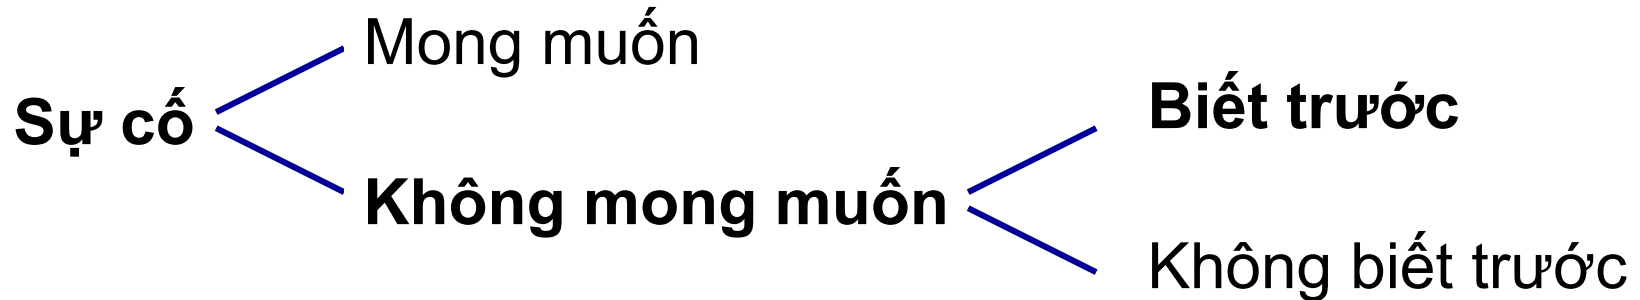 Mong muốn
Sự cố
Biết trước
Không mong muốn
Không biết trước